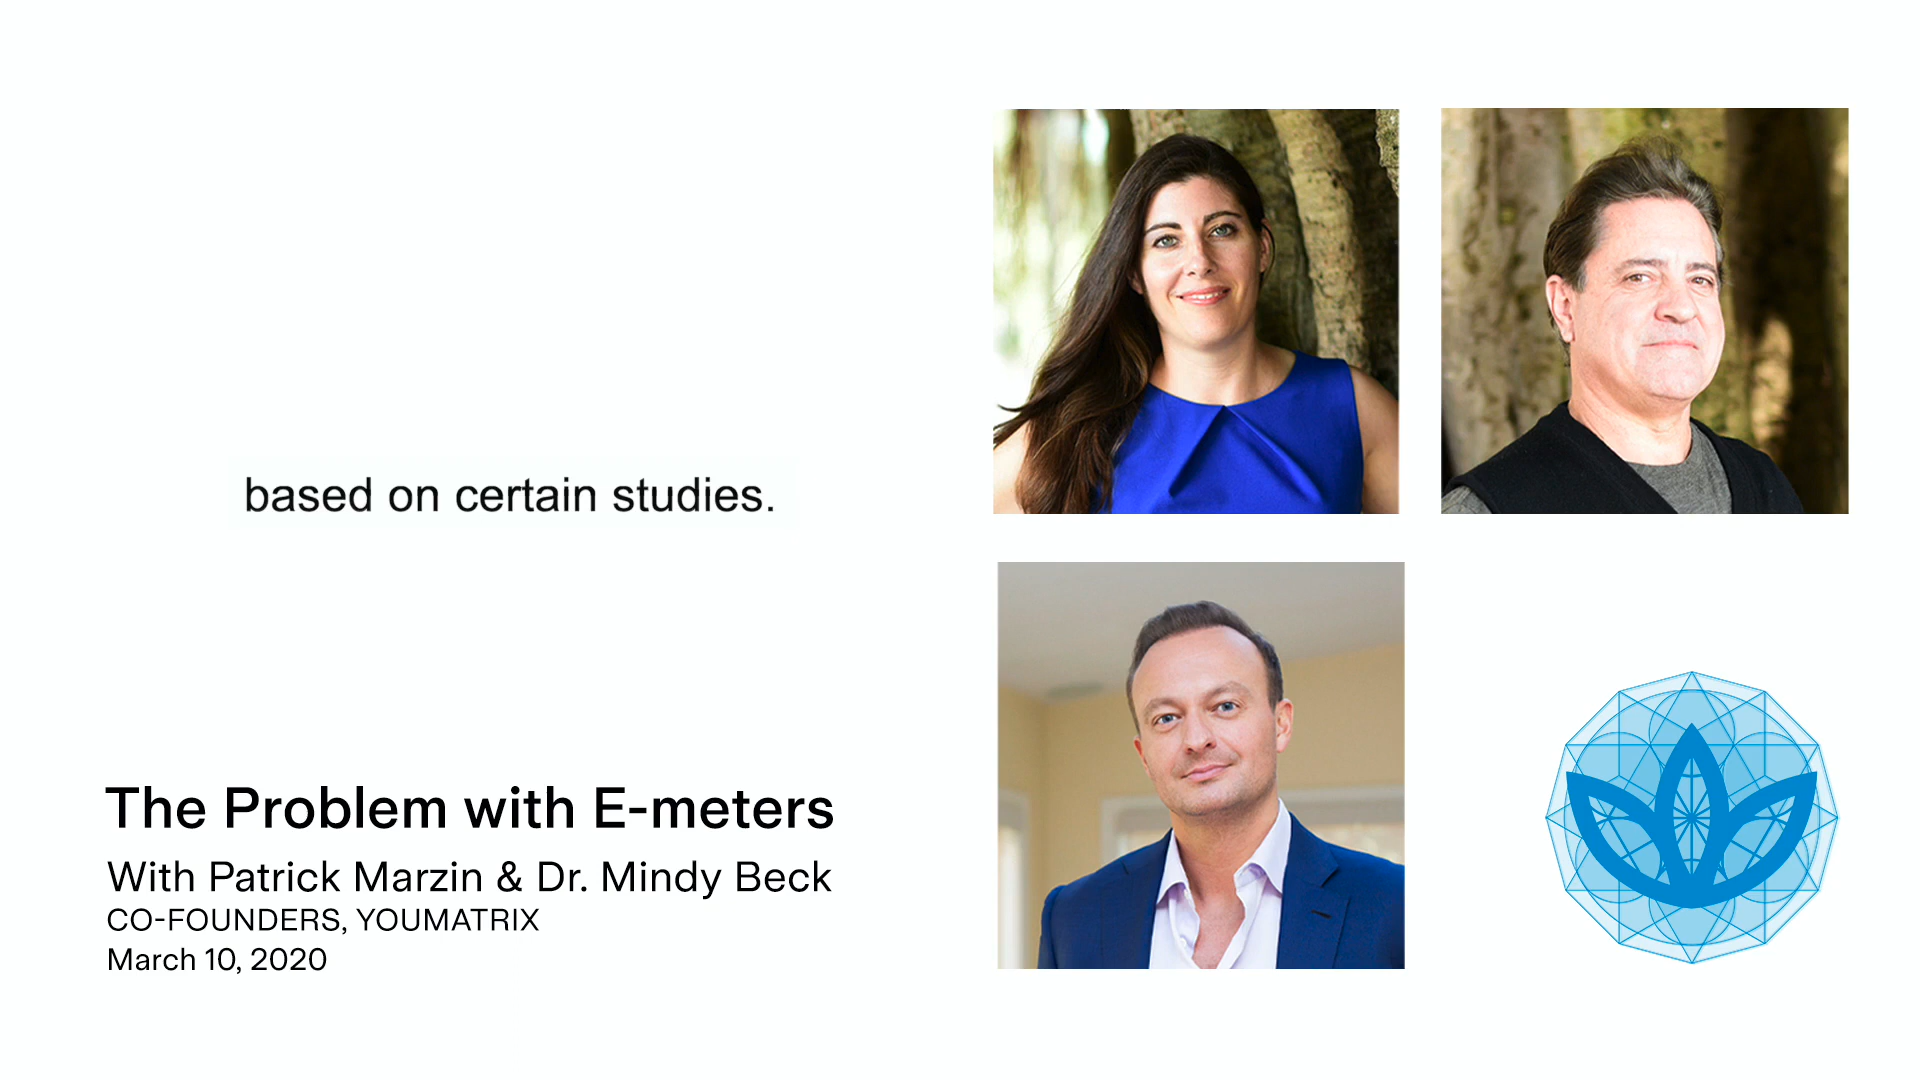 based on certain studies.
The Problem with E-meters
With Patrick Marzin & Dr. Mindy Beck
CO-FOUNDERS, YOUMATRIX
March 10, 2020